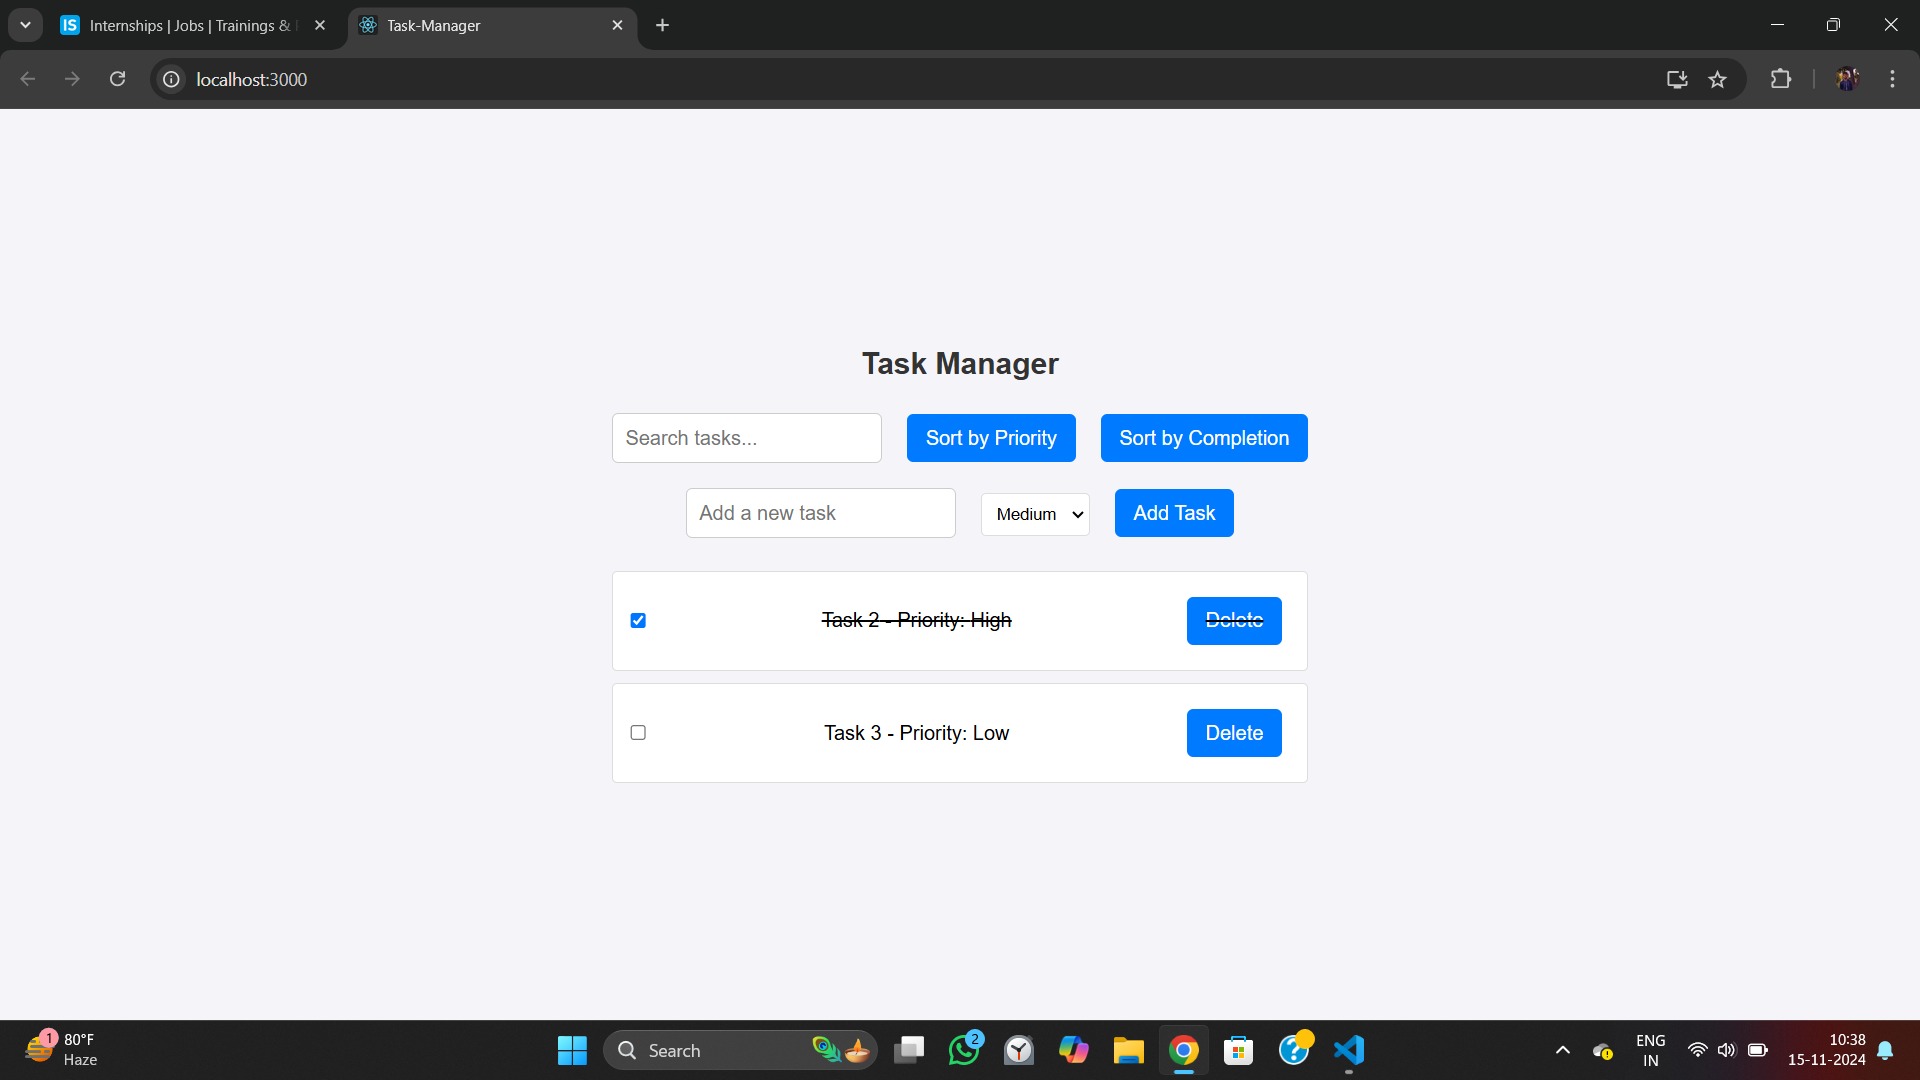 IS Internships | Jobs | Trainings &
Task-Manager
localhost:3000
Task Manager
Search tasks...
Sort by Priority
Sort by Completion
Add a new task
Medium
Add Task
Task 2 - Priority: High
Delete
Task 3 - Priority: Low
Delete
1
80°F
Haze
Search
2
ENG
IN
10:38
15-11-2024